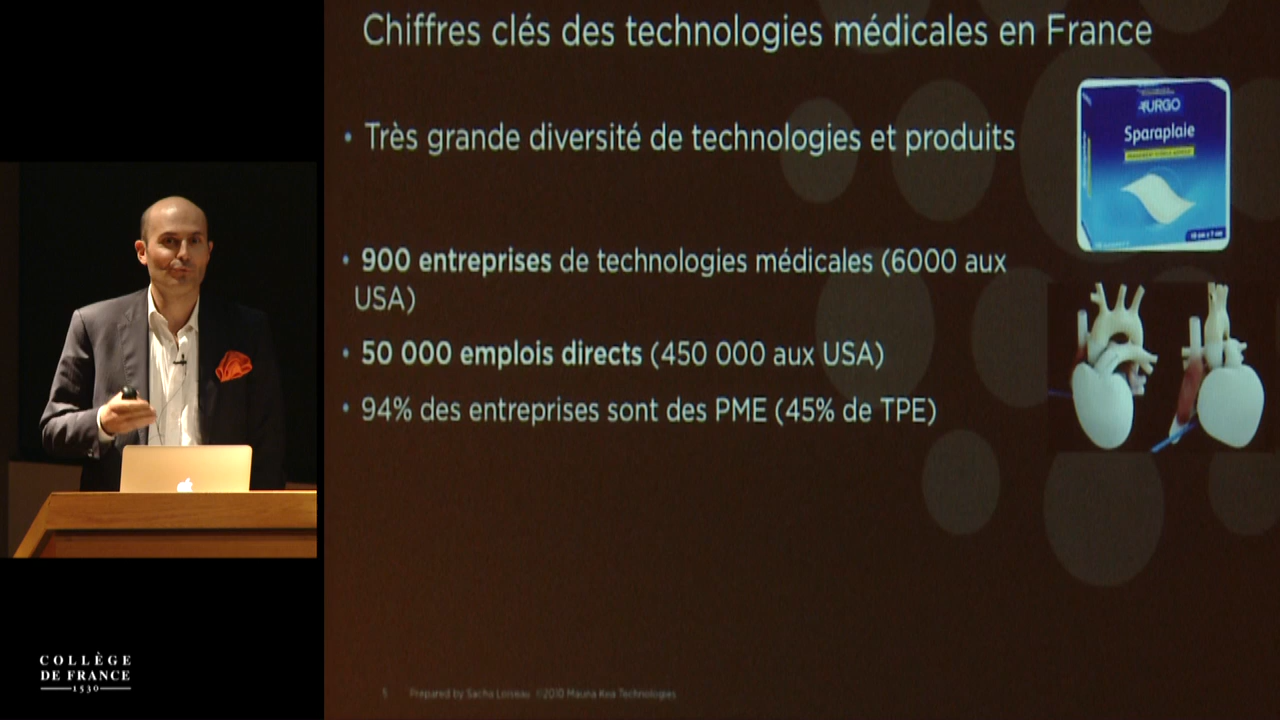 Chiffres clés des technologies médicales en France
• Très grande diversité de technologies et produits
URGO
Sparaplaie
• 900 entreprises de technologies médicales (6000 aux
USA)
• 50 000 emplois directs (450 000 aux USA)
• 94% des entreprises sont des PME (45% de TPE)
COLLÈGE
DE FRANCE
1530
5 Prepared by Sacha Loiseau ©2010 Mauna Kea Technologies